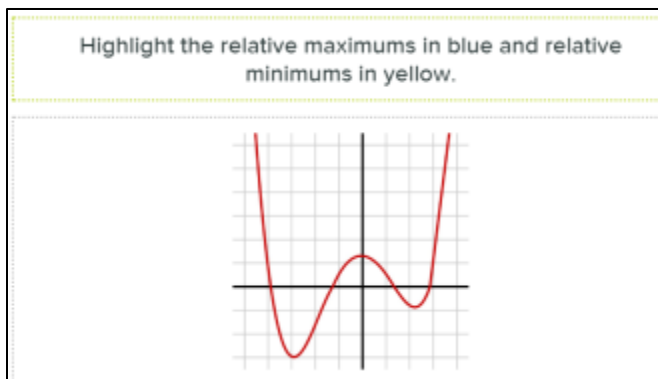 Highlight the relative maximums in blue and relative
minimums in yellow.